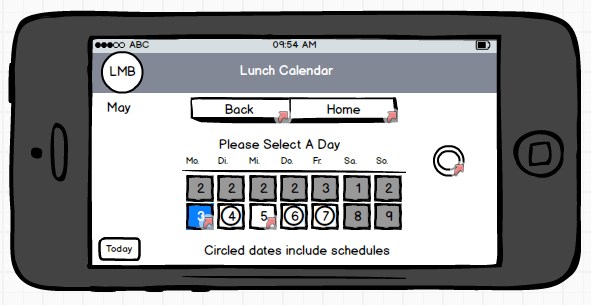 ABC 09:54 AM
LMB Lunch Calendar
May Back Home
Please Select A Day
Mo. Di. Mi. Do. Fr. Sa. So.
2 2 2 2 3 1 2
3 4 5 6 7 8 9
Today Circled dates include schedules